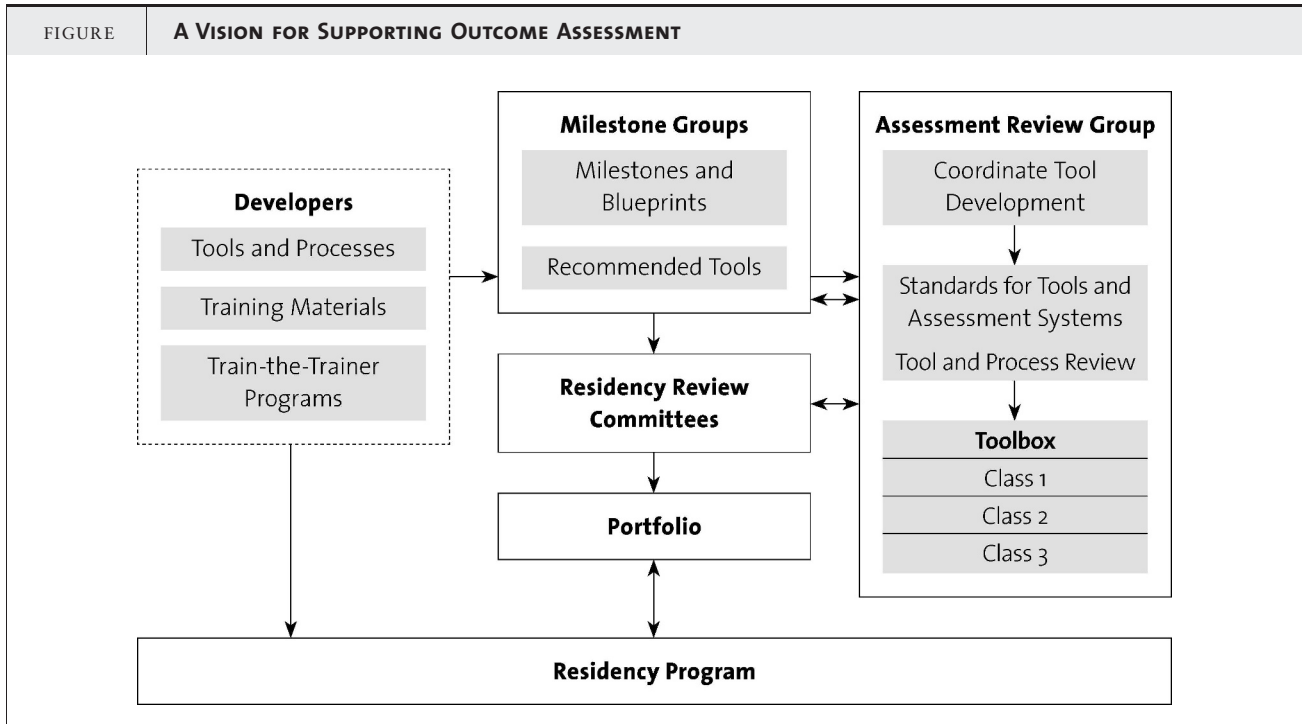 FIGURE
A Vision for Supporting Outcome Assessment
Developers
Tools and Processes
Training Materials
Train-the-Trainer
Programs
Milestone Groups
Milestones and
Blueprints
Recommended Tools
Residency Review
Committees
Portfolio
Assessment Review Group
Coordinate Tool
Development
Standards for Tools and
Assessment Systems
Tool and Process Review
Toolbox
Class 1
Class 2
Class 3
Residency Program